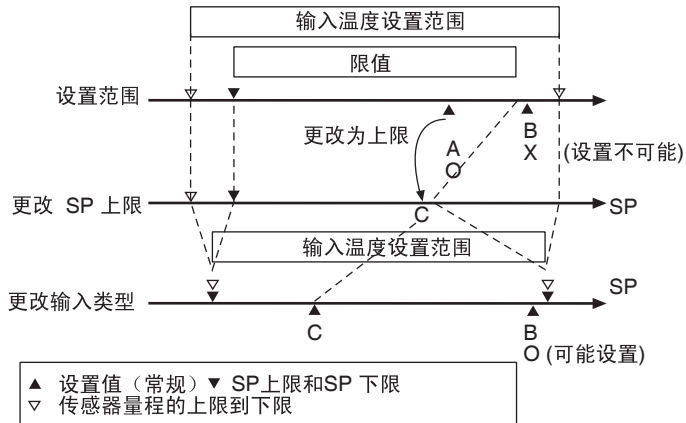 输入温度设置范围
限值
设置范围
更改为上限
A
O
B
X (设置不可能)
更改 SP 上限
C
SP
输入温度设置范围
更改输入类型
SP
C
B
O (可能设置)
▲ 设置值（常规）▼ SP上限和SP 下限
▽ 传感器量程的上限到下限